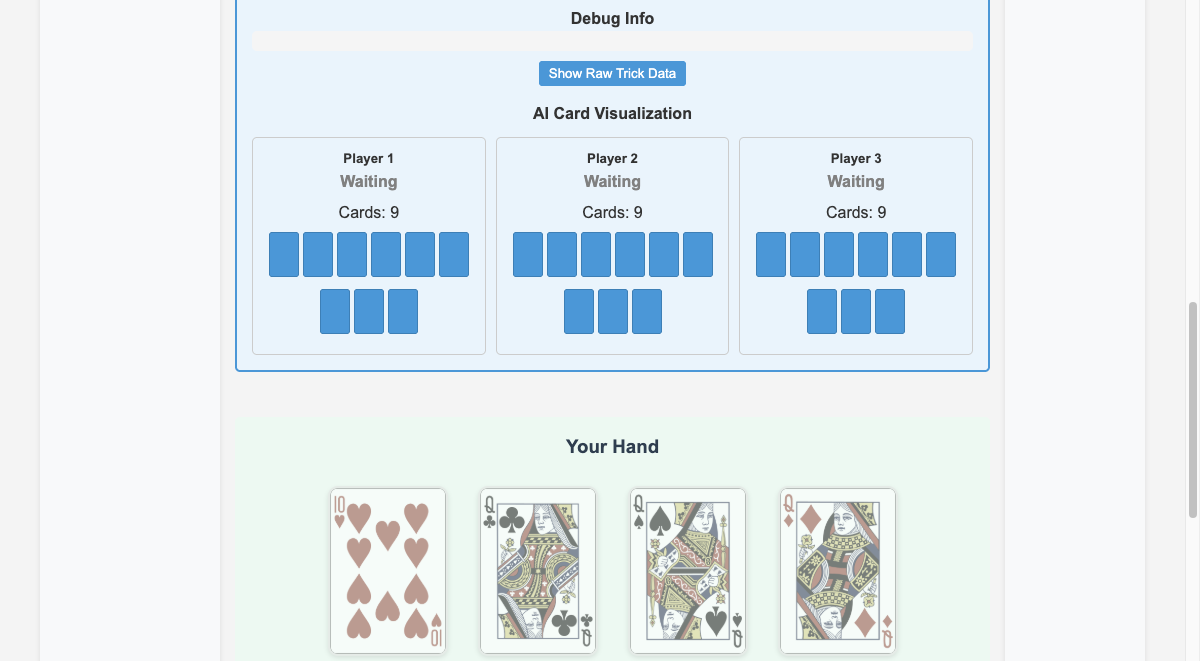 Debug Info
Show Raw Trick Data
AI Card Visualization
Player 1 Player 2 Player 3
Waiting Waiting Waiting
Cards: 9 Cards: 9 Cards: 9
Your Hand
10 Q Q Q
10 Q Q Q